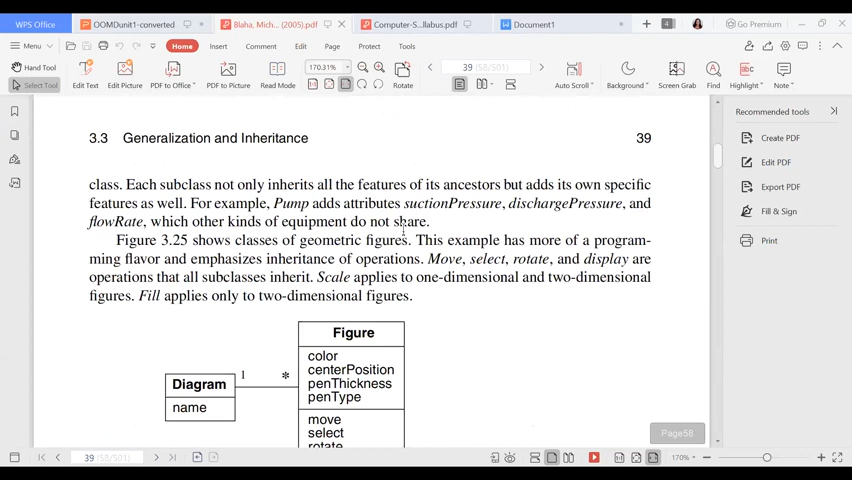 WPS Office
OOMDunit1-converted
Blaha, Mich... (2005).pdf
Computer-S...llabus.pdf
Document1
4
Go Premium
Menu
Home
Insert
Comment
Edit
Page
Protect
Tools
Hand Tool
Select Tool
Edit Text
PDF to Office
PDF to Picture
Read Mode
170.31%
Rotate
39 (58/501)
Auto Scroll
Background
Screen Grab
Find
Highlight
Note
Recommended tools
Create PDF
Edit PDF
Export PDF
Fill & Sign
Print
3.3 Generalization and Inheritance 39
class. Each subclass not only inherits all the features of its ancestors but adds its own specific
features as well. For example, Pump adds attributes suctionPressure, dischargePressure, and
flowRate, which other kinds of equipment do not share.
Figure 3.25 shows classes of geometric figures. This example has more of a program-
ming flavor and emphasizes inheritance of operations. Move, select, rotate, and display are
operations that all subclasses inherit. Scale applies to one-dimensional and two-dimensional
figures. Fill applies only to two-dimensional figures.
Figure
color
centerPosition
penThickness
penType
move
select
rotate
Diagram
name
1
*
Page58
39 (58/501)
170%